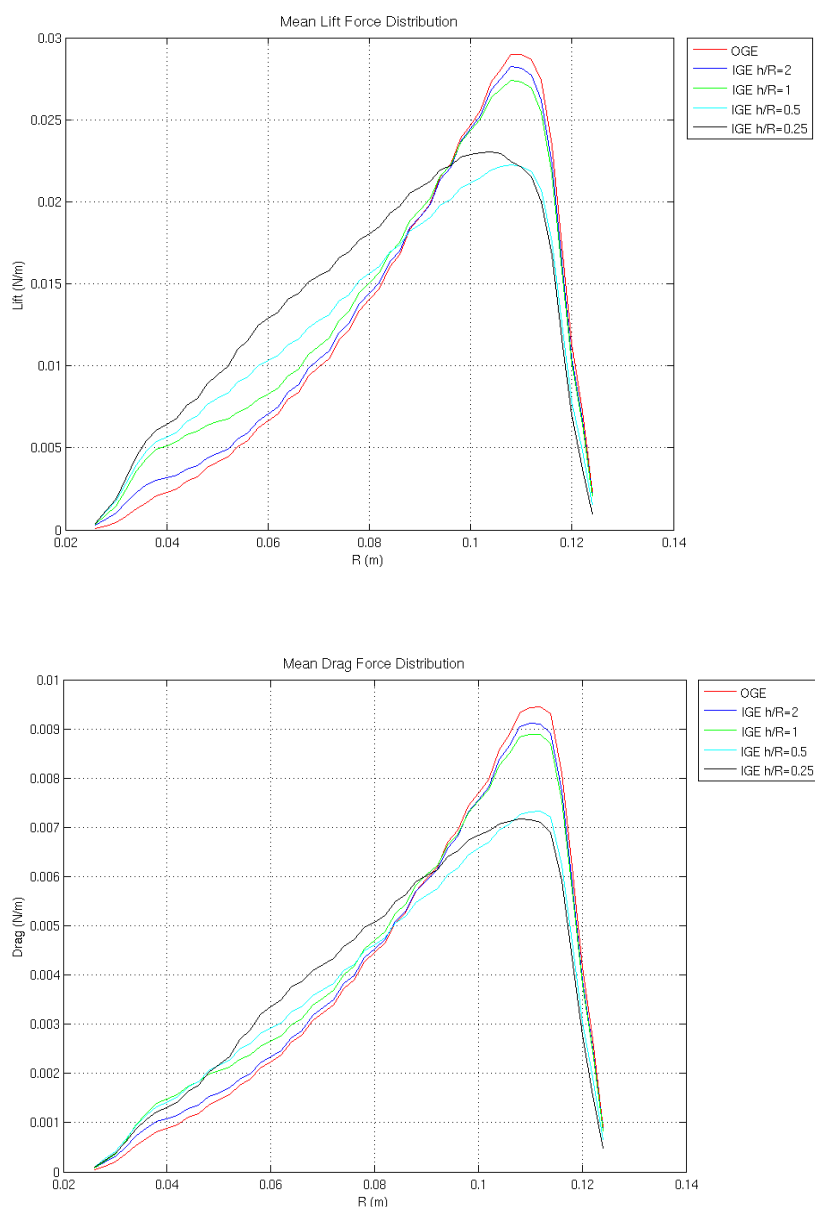 Mean Lift Force Distribution
0.03
0.025
0.02
0.015
0.01
0.005
0
Lift (N/m)
0.02 0.04 0.06 0.08 0.1 0.12 0.14
R (m)
OGE
IGE h/R=2
IGE h/R=1
IGE h/R=0.5
IGE h/R=0.25
Mean Drag Force Distribution
0.01
0.009
0.008
0.007
0.006
0.005
0.004
0.003
0.002
0.001
0
Drag (N/m)
0.02 0.04 0.06 0.08 0.1 0.12 0.14
R (m)
OGE
IGE h/R=2
IGE h/R=1
IGE h/R=0.5
IGE h/R=0.25